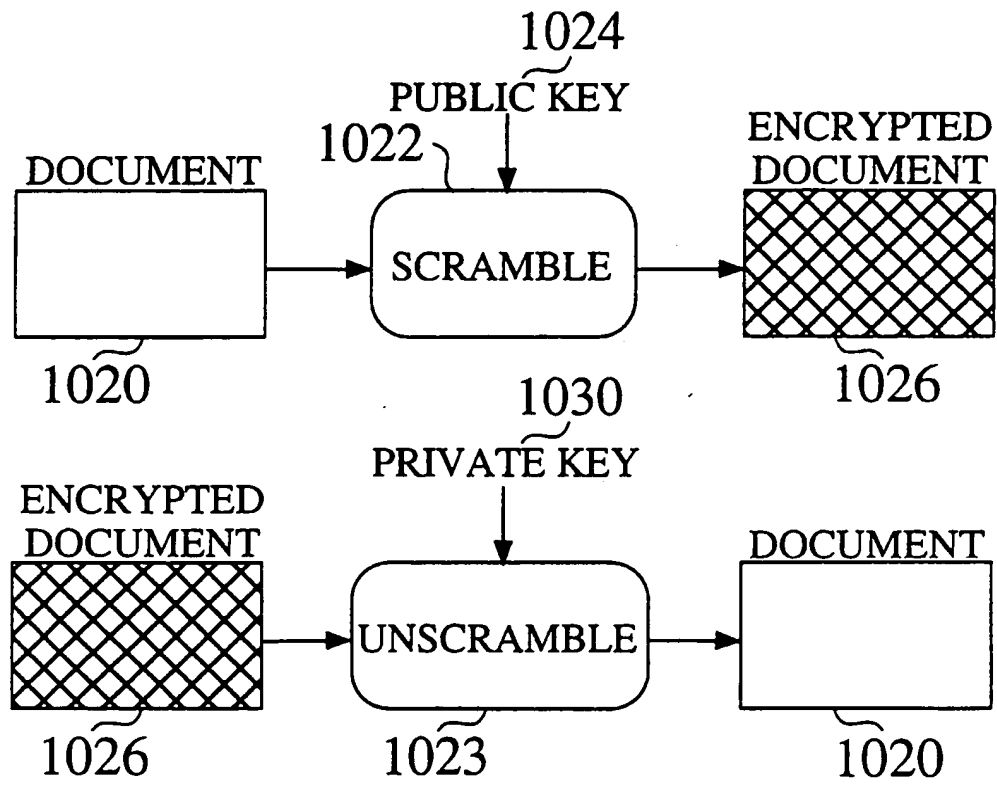 1024
PUBLIC KEY
1022
ENCRYPTED
DOCUMENT
DOCUMENT
SCRAMBLE
1020
1026
1030
PRIVATE KEY
ENCRYPTED
DOCUMENT
DOCUMENT
UNSCRAMBLE
1026
1023
1020